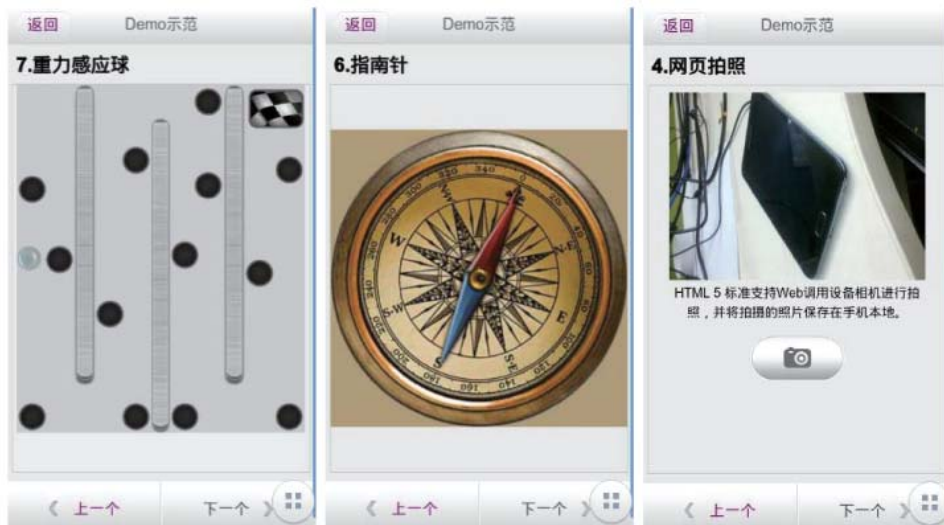 返回
Demo示范
7.重力感应球
上一个
下一个
返回
Demo示范
6.指南针
N-E
E
S-E
S
S-W
W
上一个
下一个
返回
Demo示范
4.网页拍照
HTML 5 标准支持Web调用设备相机进行拍
照，并将拍摄的照片保存在手机本地。
上一个
下一个